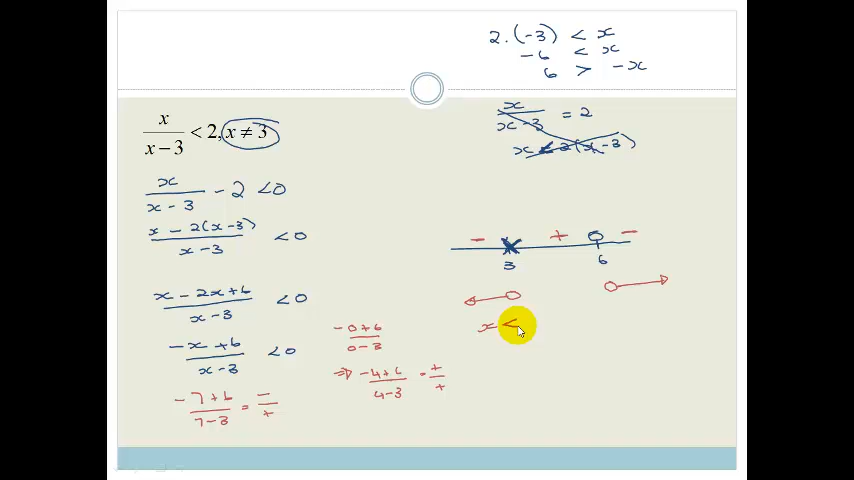 2.(-3) < x
-6 < x
6 > -x
x/(x-3) = 2
x < 2(x-3)
x/(x-3) < 2, x ≠ 3
x/(x-3) - 2 < 0
(x - 2(x-3))/(x-3) < 0
(x - 2x + 6)/(x-3) < 0
(-x + 6)/(x-3) < 0
(-7+6)/(7-3) = -/+
(-0+6)/(0-3)
⇒ (-4+6)/(4-3) = +/+
- + -
3 6
x <